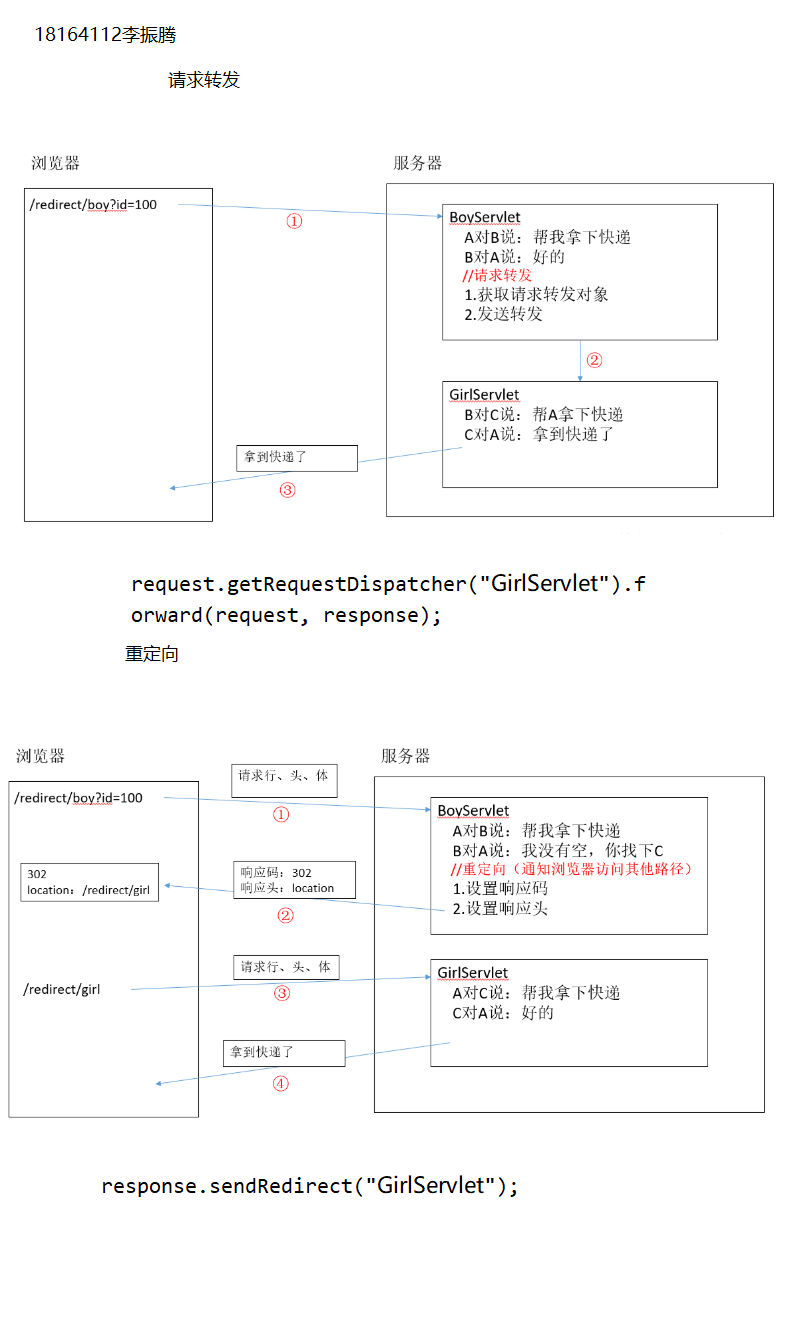 18164112李振腾
请求转发
浏览器
服务器
/redirect/boy?id=100
①
BoyServlet
A对B说：帮我拿下快递
B对A说：好的
//请求转发
1.获取请求转发对象
2.发送转发
②
GirlServlet
B对C说：帮A拿下快递
C对A说：拿到快递了
拿到快递了
③
request.getRequestDispatcher("GirlServlet").f
orward(request, response);
重定向
浏览器
服务器
/redirect/boy?id=100
请求行、头、体
①
BoyServlet
A对B说：帮我拿下快递
B对A说：我没有空，你找下C
//重定向（通知浏览器访问其他路径）
1.设置响应码
2.设置响应头
响应码：302
响应头：location
②
302
location：/redirect/girl
/redirect/girl
请求行、头、体
③
GirlServlet
A对C说：帮我拿下快递
C对A说：好的
拿到快递了
④
response.sendRedirect("GirlServlet");